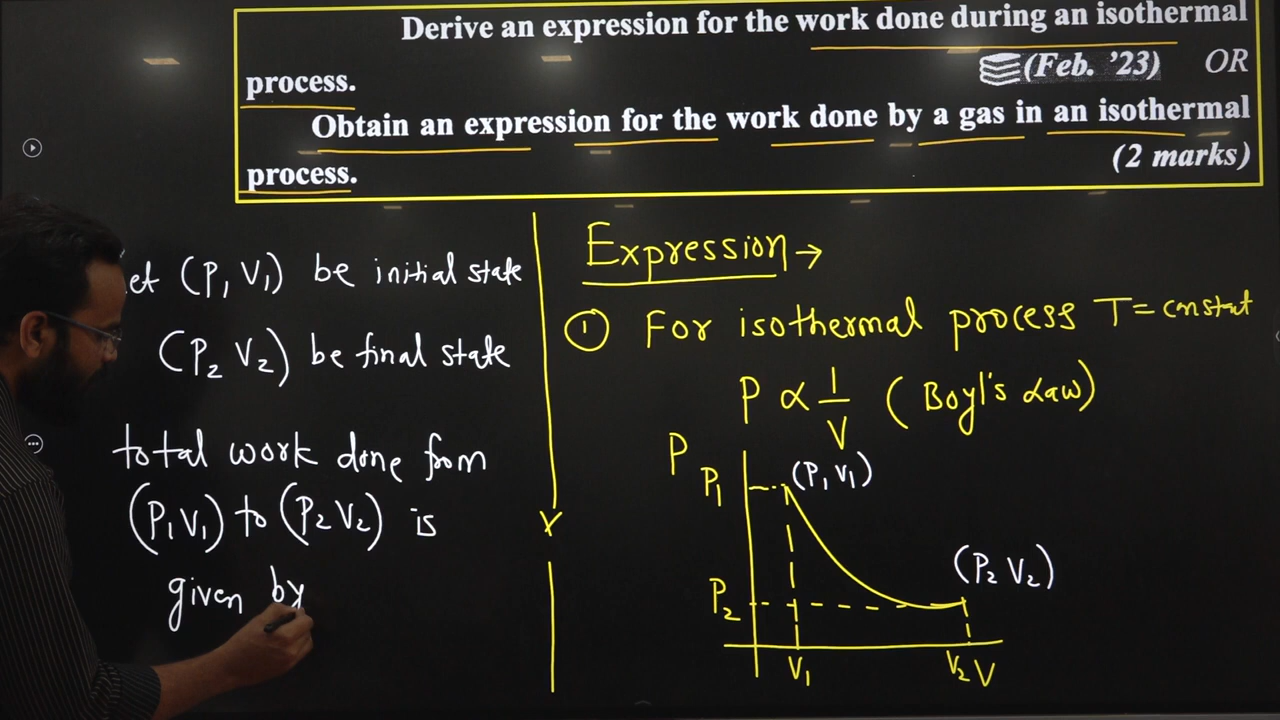 Derive an expression for the work done during an isothermal
process. (Feb. ’23) OR
Obtain an expression for the work done by a gas in an isothermal
process. (2 marks)
et (P₁ V₁) be initial state
(P₂ V₂) be final state
total work done from
(P₁V₁) to (P₂V₂) is
given by
Expression →
① For isothermal process T = constat
P ∝ 1/V (Boyl's Law)
P
P₁ (P₁ V₁)
(P₂ V₂)
P₂
V₁ V₂ V